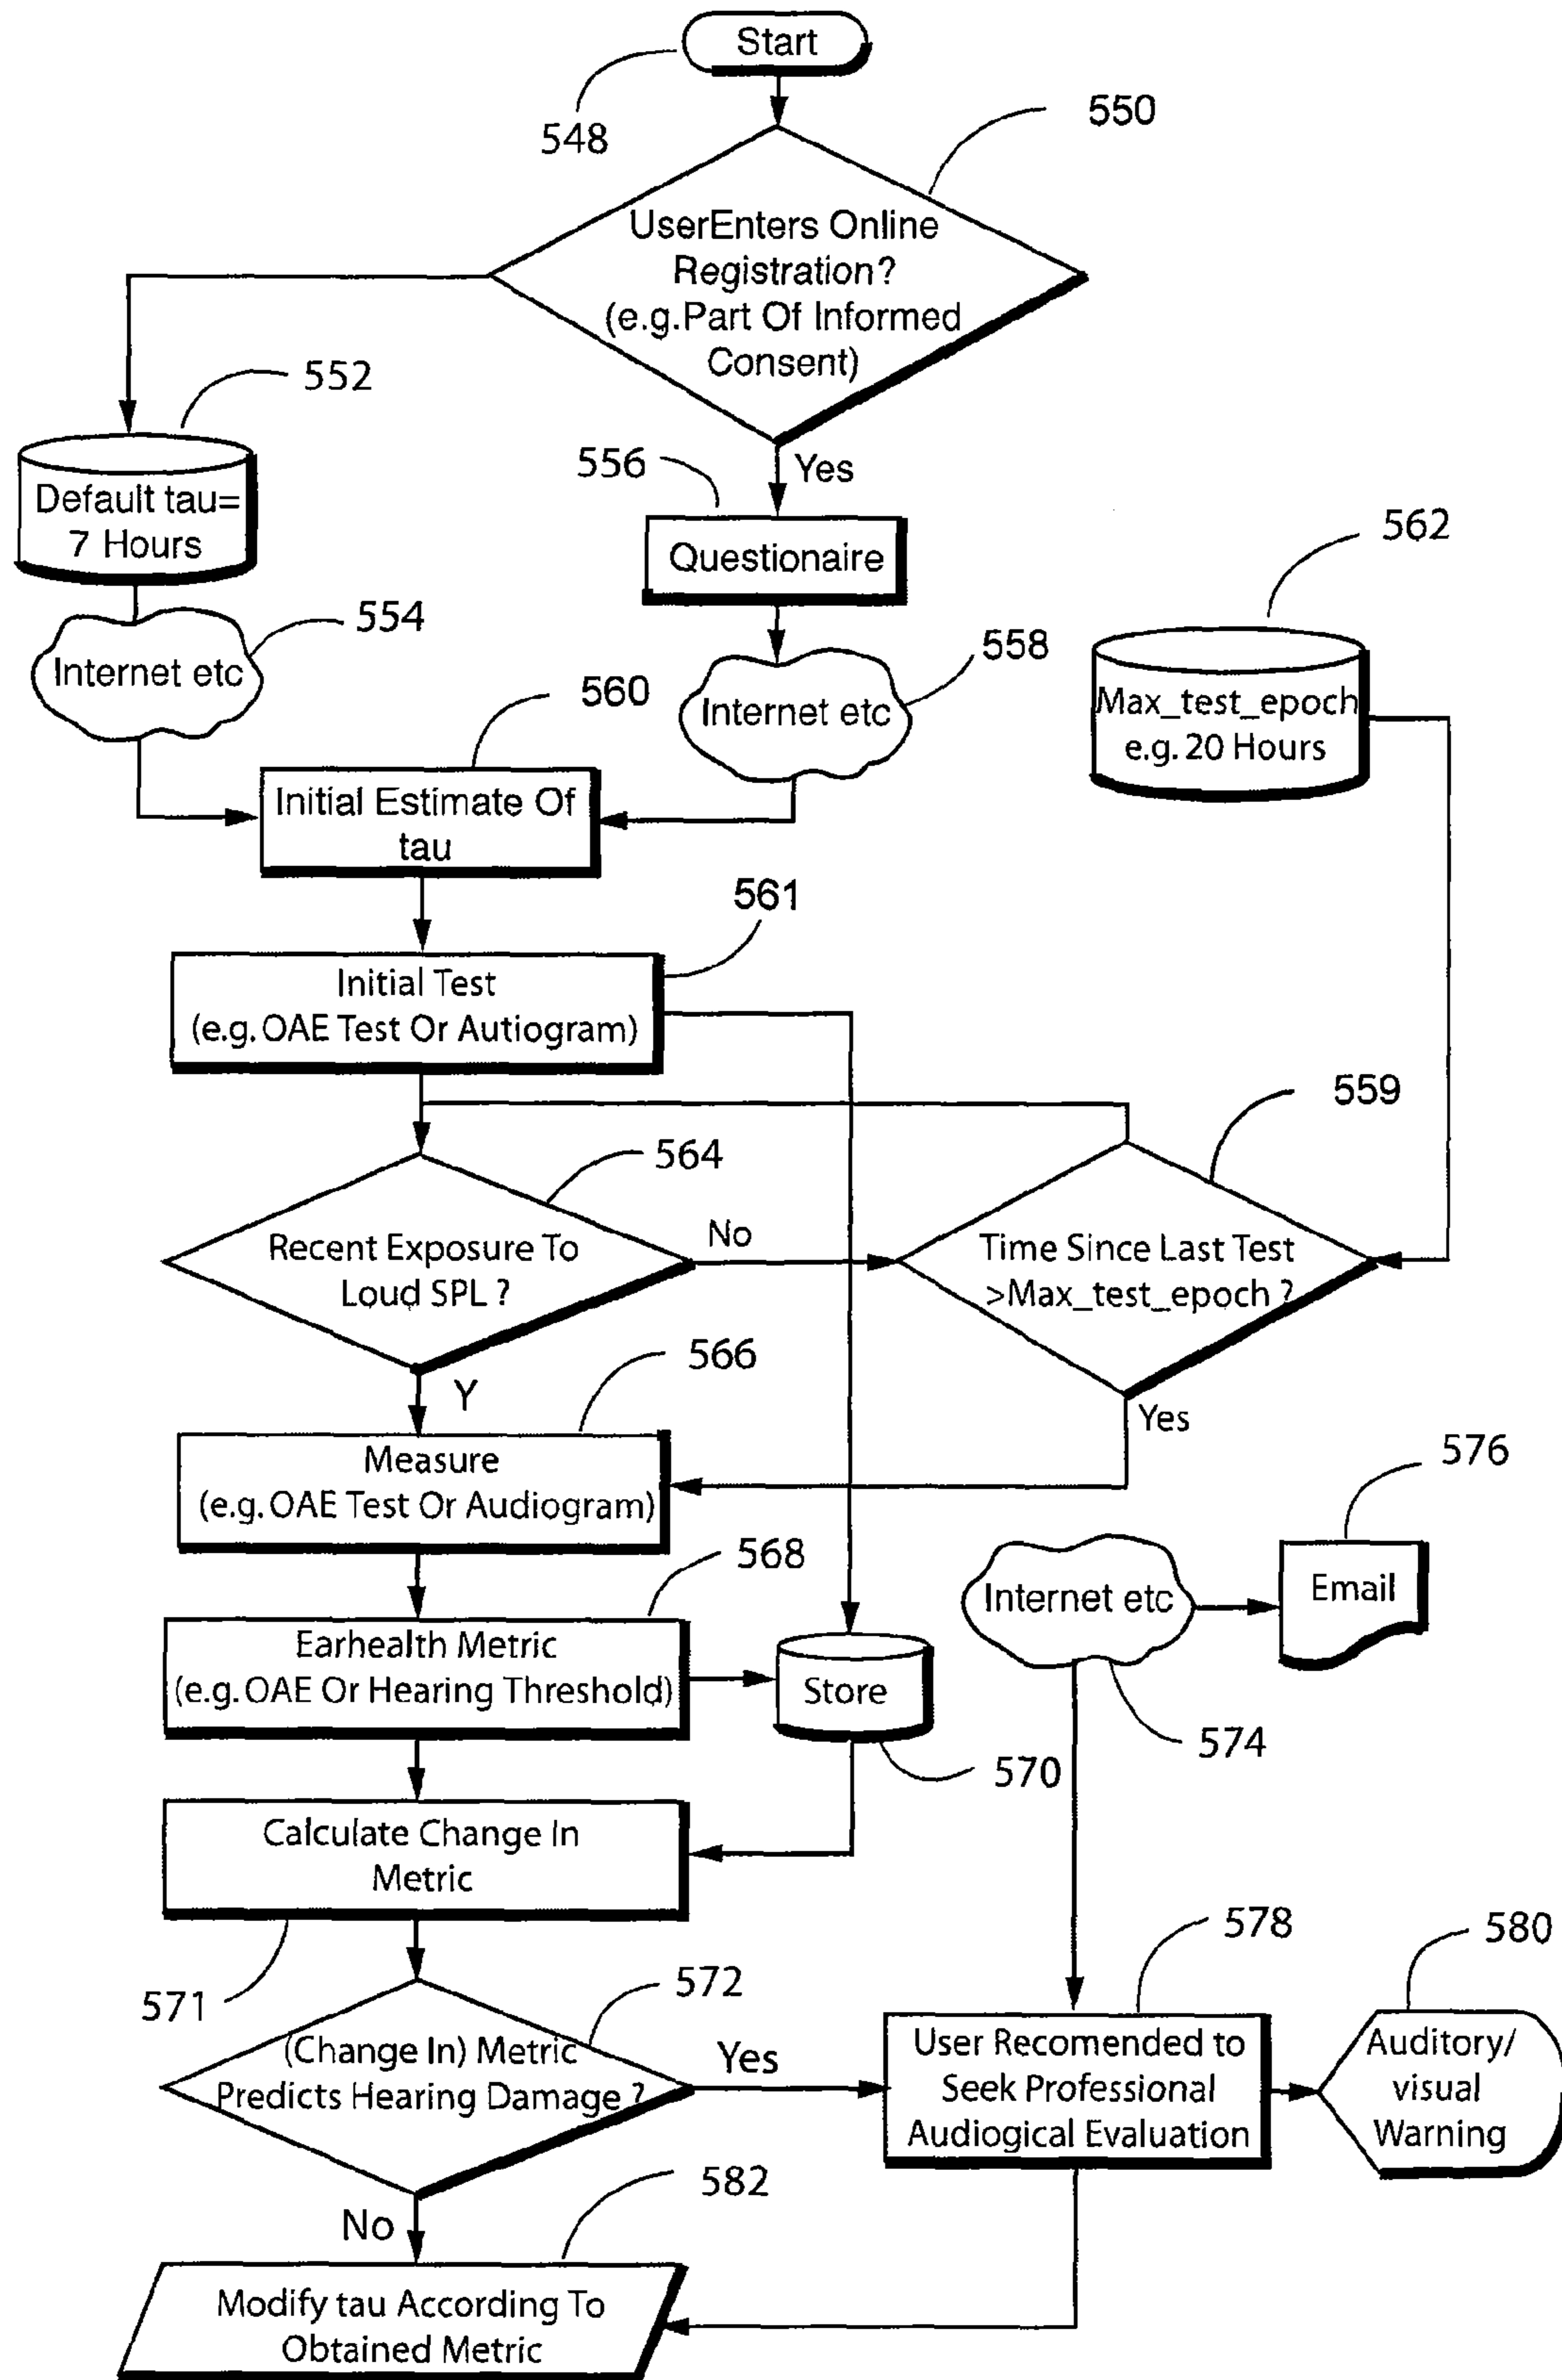 Start
548
550
UserEnters Online
Registration?
(e.g.Part Of Informed
Consent)
552
Default tau=
7 Hours
556
Yes
Questionaire
562
Max_test_epoch
e.g. 20 Hours
554
Internet etc
558
Internet etc
560
Initial Estimate Of
tau
561
Initial Test
(e.g. OAE Test Or Autiogram)
559
564
Recent Exposure To
Loud SPL ?
No
Time Since Last Test
>Max_test_epoch ?
Y
Yes
566
Measure
(e.g. OAE Test Or Audiogram)
576
568
Earhealth Metric
(e.g. OAE Or Hearing Threshold)
Store
570
Internet etc
Email
574
Calculate Change In
Metric
571
572
(Change In) Metric
Predicts Hearing Damage ?
Yes
578
User Recomended to
Seek Professional
Audiogical Evaluation
580
Auditory/
visual
Warning
No
582
Modify tau According To
Obtained Metric